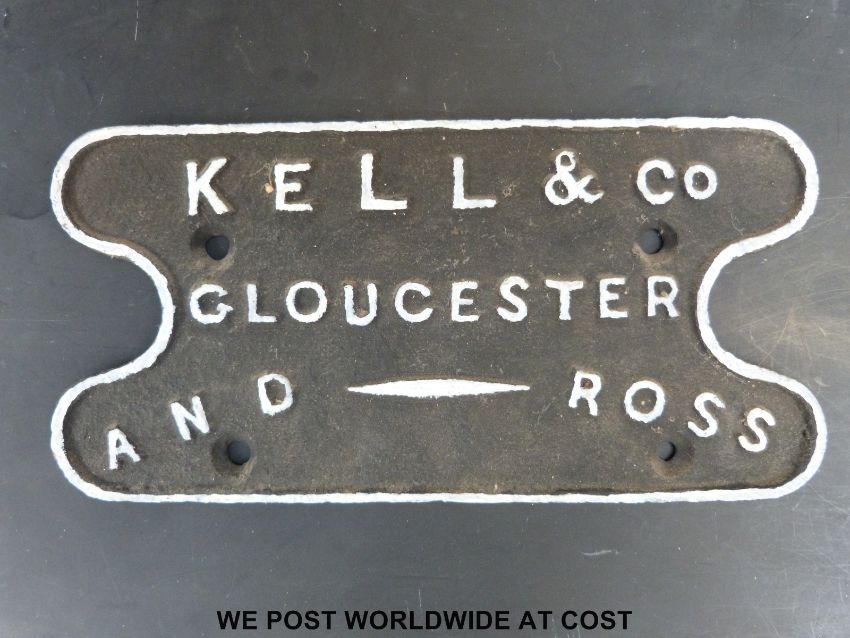 KELL & Co
GLOUCESTER
AND ROSS
WE POST WORLDWIDE AT COST